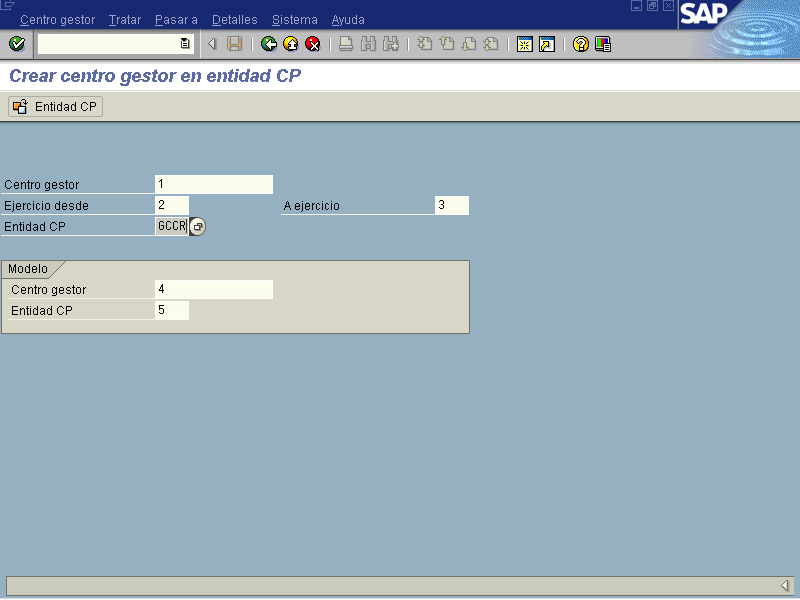 Centro gestor Tratar Pasar a Detalles Sistema Ayuda
SAP
Crear centro gestor en entidad CP
Entidad CP
Centro gestor 1
Ejercicio desde 2 A ejercicio 3
Entidad CP GCCR
Modelo
Centro gestor 4
Entidad CP 5